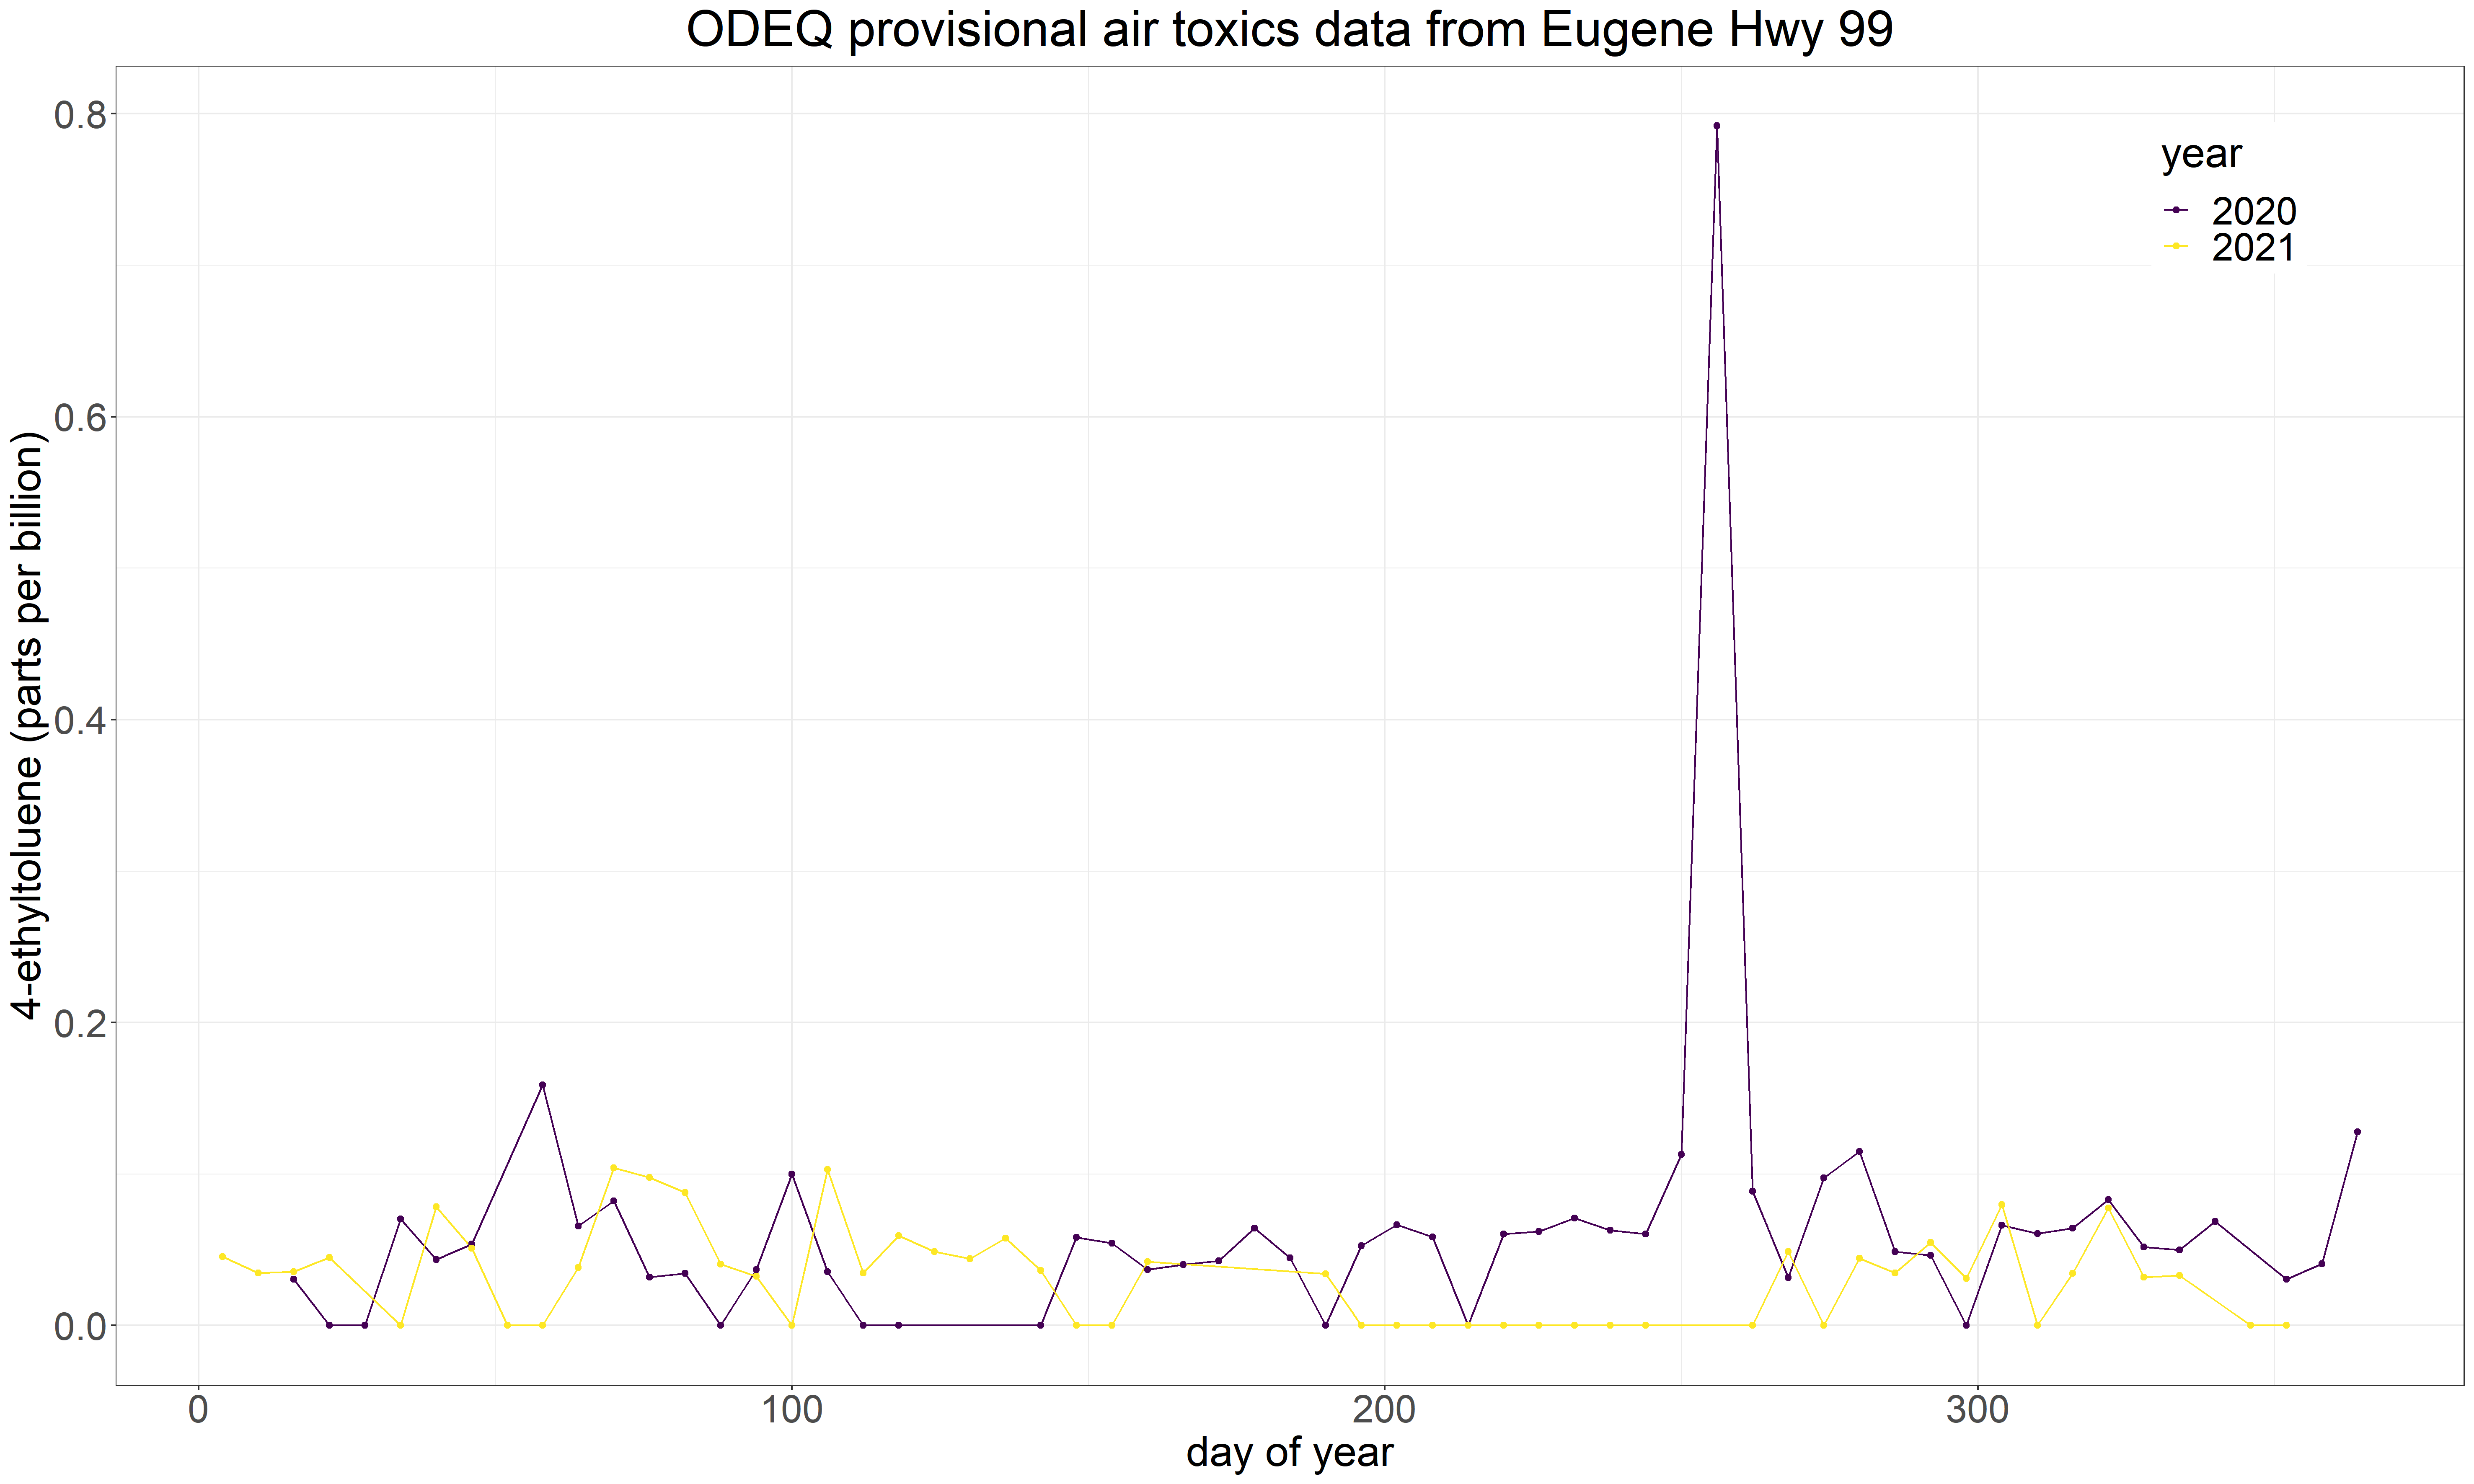 ODEQ provisional air toxics data from Eugene Hwy 99
4-ethyltoluene (parts per billion)
0.8
0.6
0.4
0.2
0.0
year
2020
2021
0 100 200 300
day of year